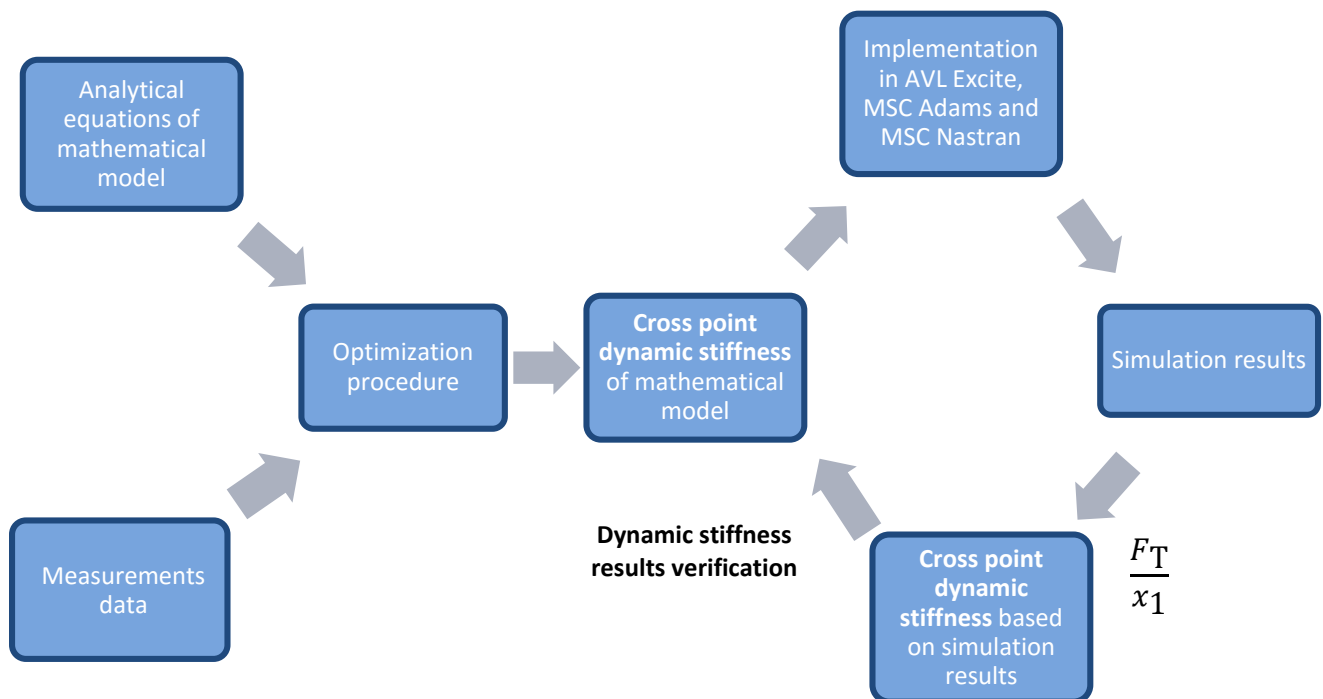 Analytical
equations of
mathematical
model
Measurements
data
Optimization
procedure
Cross point
dynamic stiffness
of mathematical
model
Implementation
in AVL Excite,
MSC Adams and
MSC Nastran
Simulation results
F_T
x_1
Cross point
dynamic
stiffness based
on simulation
results
Dynamic stiffness
results verification